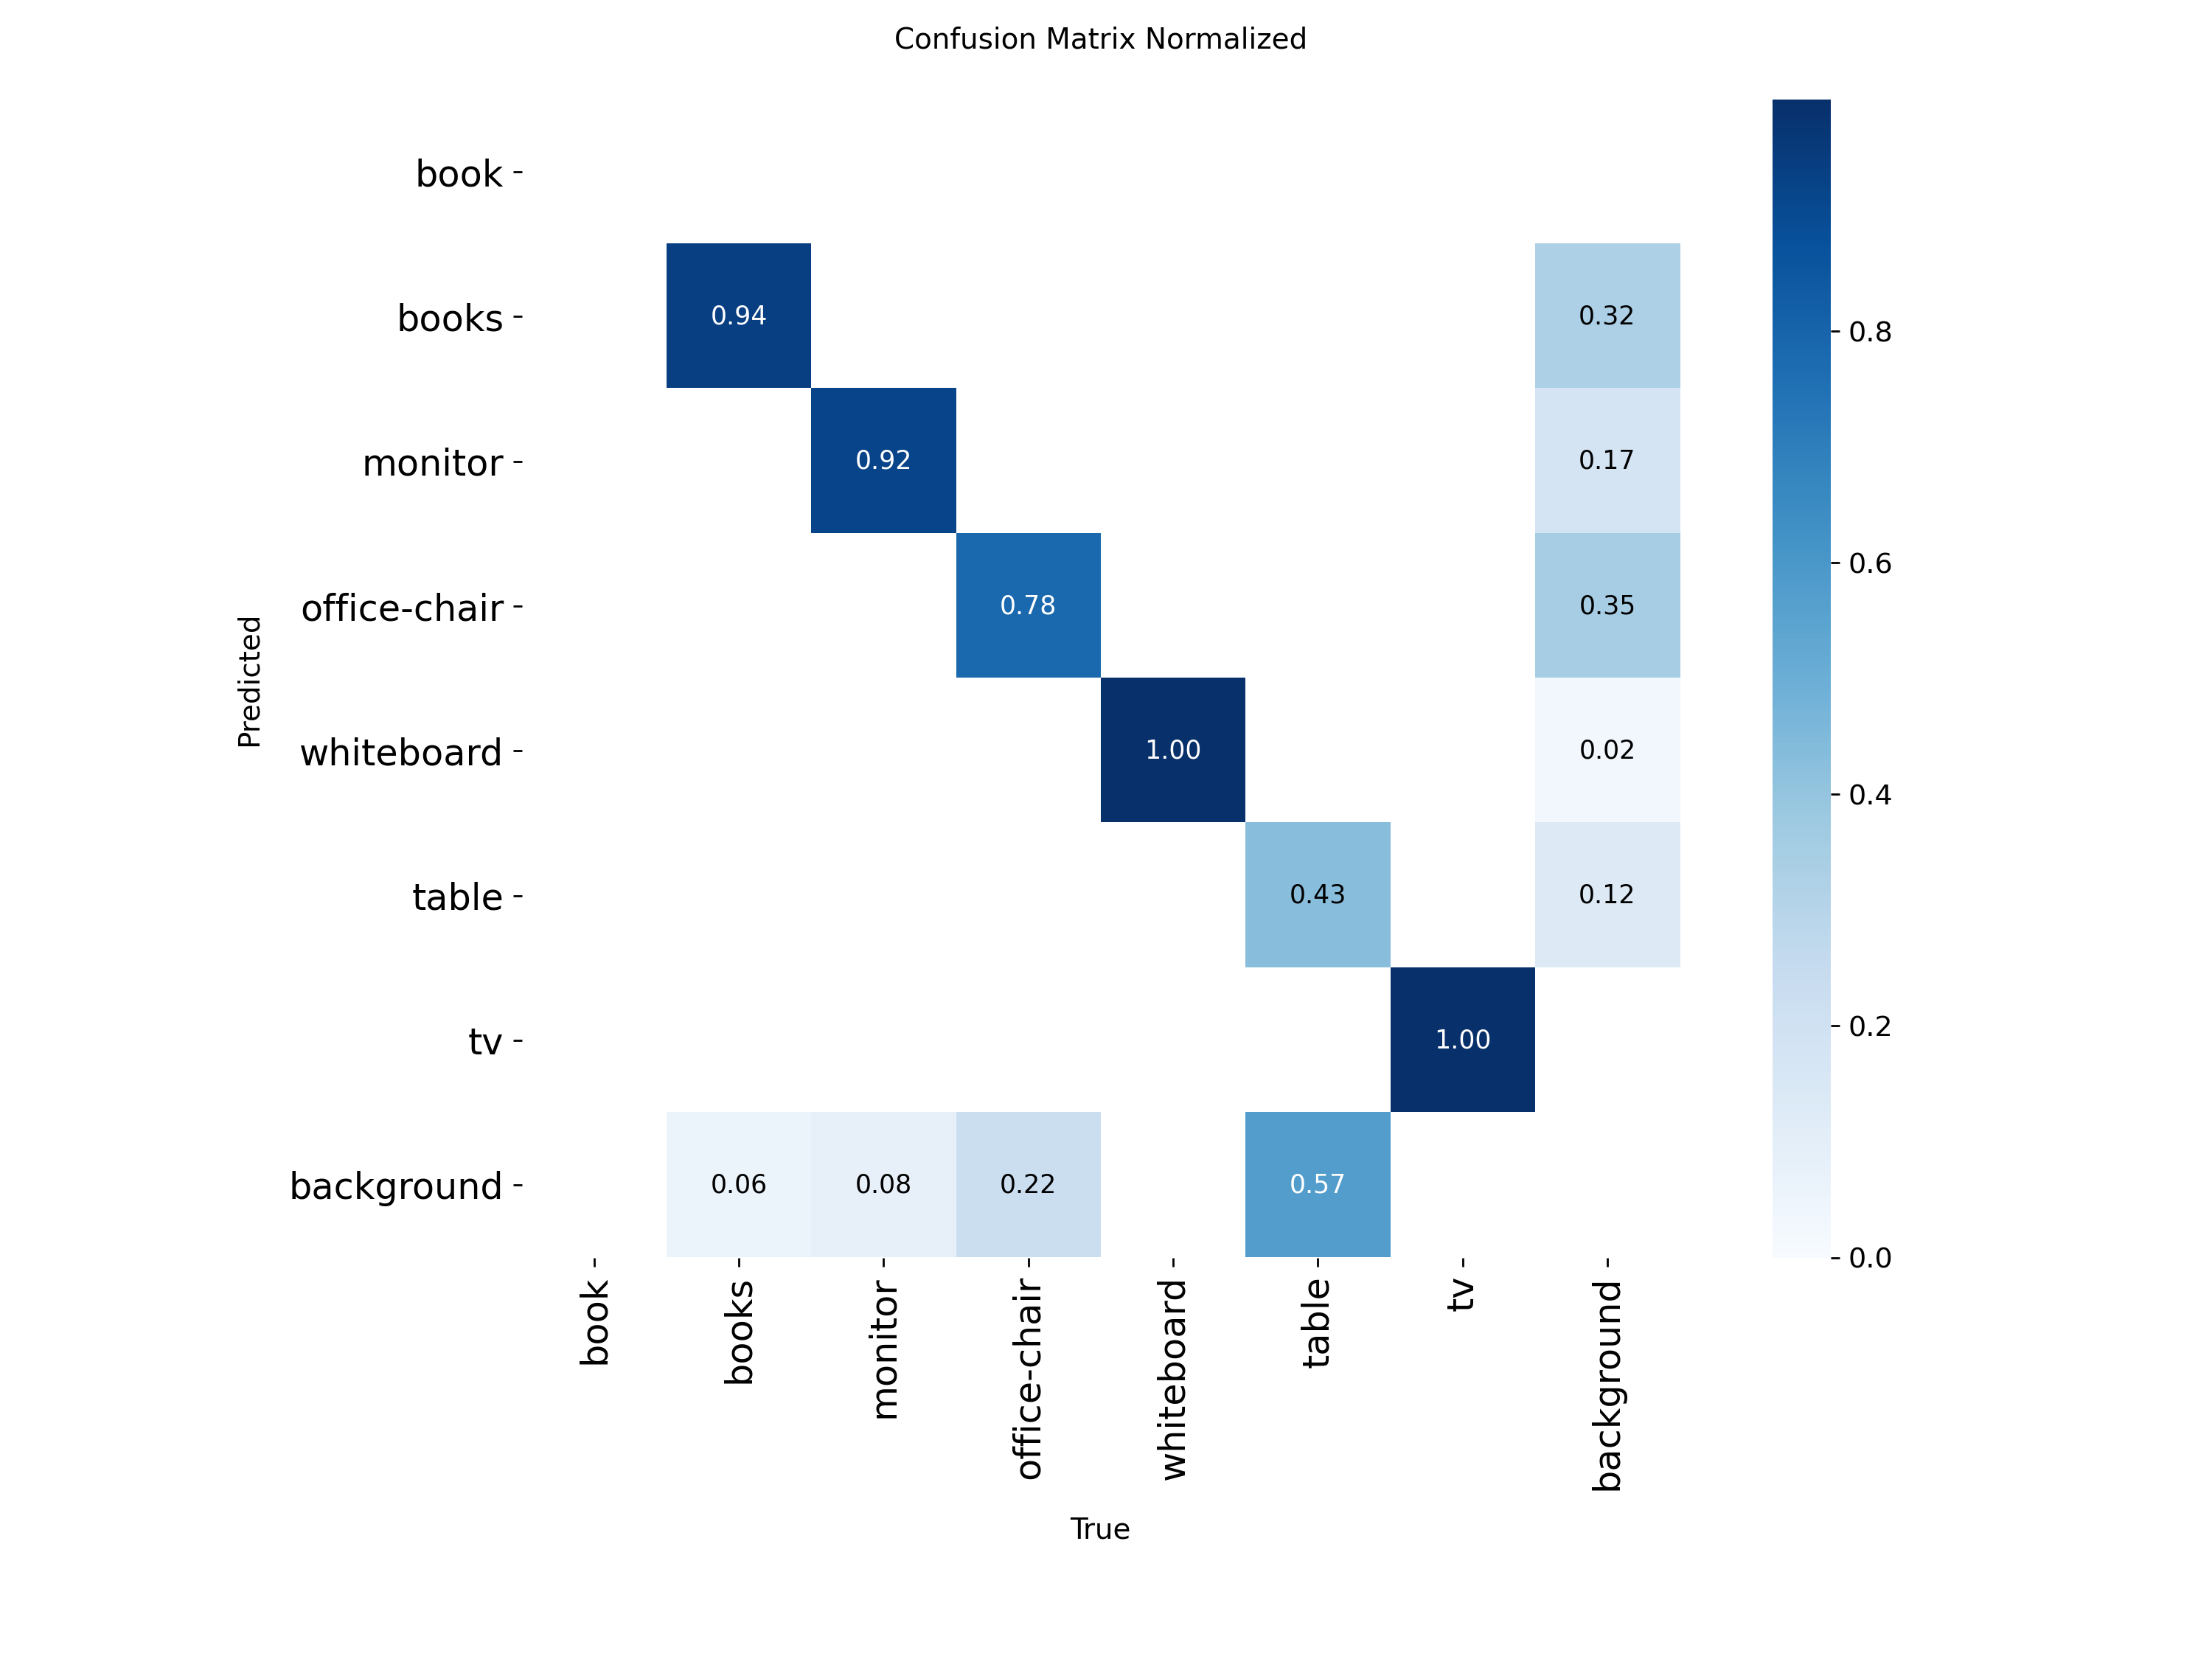 Confusion Matrix Normalized
book
books
0.94
0.32
0.8
monitor
0.92
0.17
office-chair
0.78
0.35
0.6
Predicted
whiteboard
1.00
0.02
0.4
table
0.43
0.12
tv
1.00
0.2
background
0.06
0.08
0.22
0.57
0.0
book
books
monitor
office-chair
whiteboard
table
tv
background
True